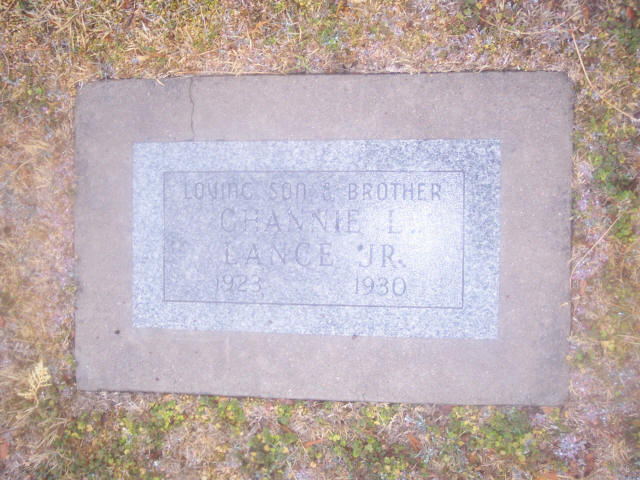 LOVING SON & BROTHER
CHANNIE L.
LANCE JR.
1923 1930